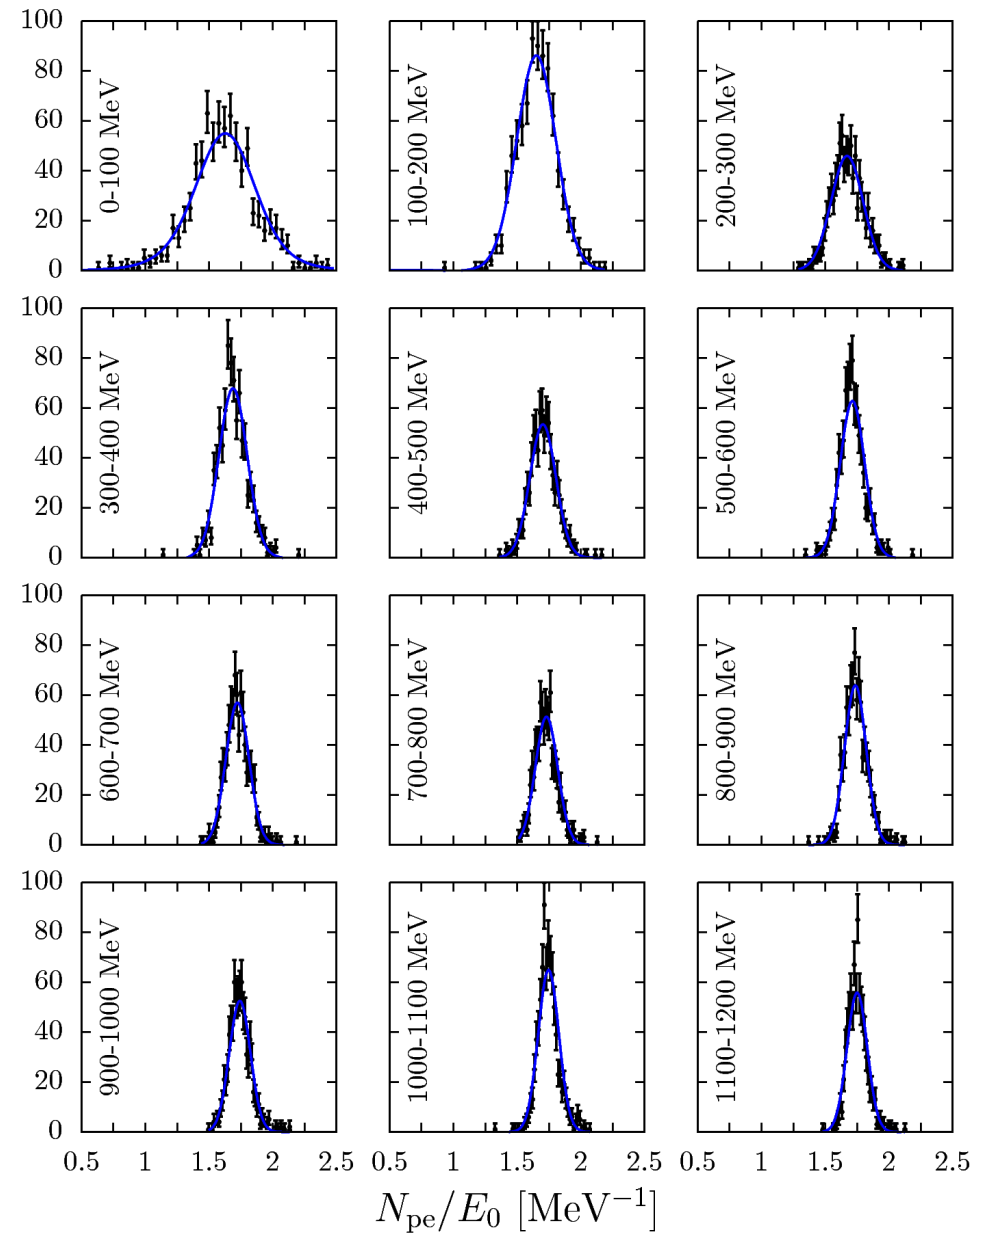 100
80
60
40
20
0
0-100 MeV
100-200 MeV
200-300 MeV
100
80
60
40
20
0
300-400 MeV
400-500 MeV
500-600 MeV
100
80
60
40
20
0
600-700 MeV
700-800 MeV
800-900 MeV
100
80
60
40
20
0
900-1000 MeV
1000-1100 MeV
1100-1200 MeV
0.5 1 1.5 2 2.5 0.5 1 1.5 2 2.5 0.5 1 1.5 2 2.5
N_pe/E_0 [MeV⁻¹]